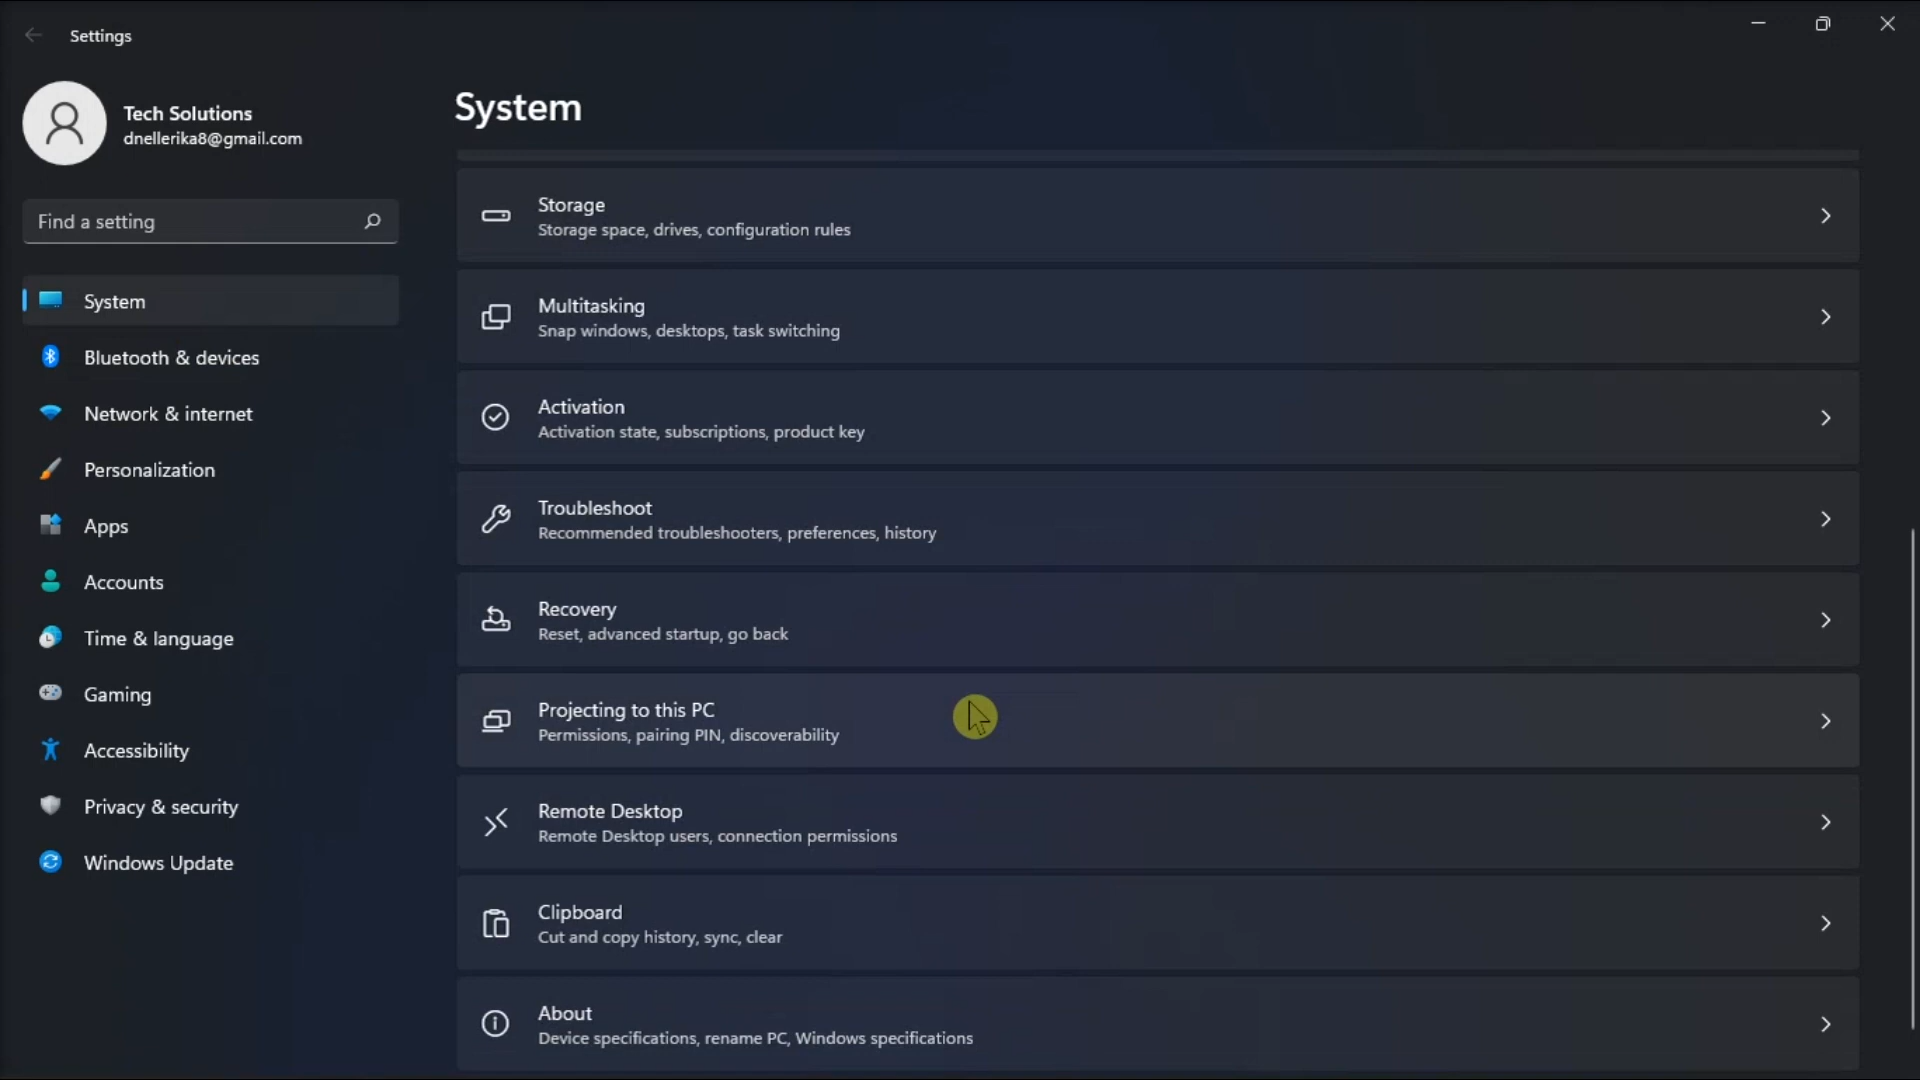 Settings
Tech Solutions
dnellerika8@gmail.com
Find a setting
System
Bluetooth & devices
Network & internet
Personalization
Apps
Accounts
Time & language
Gaming
Accessibility
Privacy & security
Windows Update
System
Storage
Storage space, drives, configuration rules
Multitasking
Snap windows, desktops, task switching
Activation
Activation state, subscriptions, product key
Troubleshoot
Recommended troubleshooters, preferences, history
Recovery
Reset, advanced startup, go back
Projecting to this PC
Permissions, pairing PIN, discoverability
Remote Desktop
Remote Desktop users, connection permissions
Clipboard
Cut and copy history, sync, clear
About
Device specifications, rename PC, Windows specifications